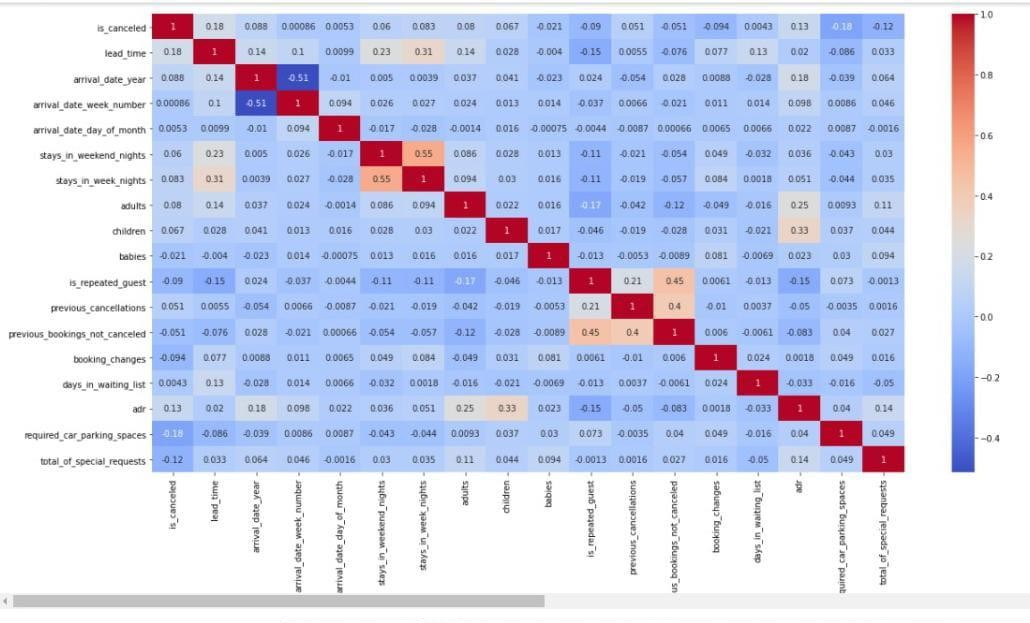 is_canceled 1 0.18 0.088 0.00086 0.0053 0.06 0.083 0.08 0.067 -0.021 -0.09 0.051 -0.051 -0.094 0.0043 0.13 -0.18 -0.12
lead_time 0.18 1 0.14 0.1 0.0099 0.23 0.31 0.14 0.028 -0.004 -0.15 0.0055 -0.076 0.077 0.13 0.02 -0.086 0.033
arrival_date_year 0.088 0.14 1 -0.51 -0.01 0.005 0.0039 0.037 0.041 -0.023 0.024 -0.054 0.028 0.0088 -0.028 0.18 -0.039 0.064
arrival_date_week_number 0.00086 0.1 -0.51 1 0.094 0.026 0.027 0.024 0.013 0.014 -0.037 0.0066 -0.021 0.011 0.014 0.098 0.0086 0.046
arrival_date_day_of_month 0.0053 0.0099 -0.01 0.094 1 -0.017 -0.028 -0.0014 0.016 -0.00075 -0.0044 -0.0087 0.00066 0.0065 0.0066 0.022 0.0087 -0.0016
stays_in_weekend_nights 0.06 0.23 0.005 0.026 -0.017 1 0.55 0.086 0.028 0.013 -0.11 -0.021 -0.054 0.049 -0.032 0.036 -0.043 0.03
stays_in_week_nights 0.083 0.31 0.0039 0.027 -0.028 0.55 1 0.094 0.03 0.016 -0.11 -0.019 -0.057 0.084 0.0018 0.051 -0.044 0.035
adults 0.08 0.14 0.037 0.024 -0.0014 0.086 0.094 1 0.022 0.016 -0.17 -0.042 -0.12 -0.049 -0.016 0.25 0.0093 0.11
children 0.067 0.028 0.041 0.013 0.016 0.028 0.03 0.022 1 0.017 -0.046 -0.019 -0.028 0.031 -0.021 0.33 0.037 0.044
babies -0.021 -0.004 -0.023 0.014 -0.00075 0.013 0.016 0.016 0.017 1 -0.013 -0.0053 -0.0089 0.081 -0.0069 0.023 0.03 0.094
is_repeated_guest -0.09 -0.15 0.024 -0.037 -0.0044 -0.11 -0.11 -0.17 -0.046 -0.013 1 0.21 0.45 0.0061 -0.013 -0.15 0.073 -0.0013
previous_cancellations 0.051 0.0055 -0.054 0.0066 -0.0087 -0.021 -0.019 -0.042 -0.019 -0.0053 0.21 1 0.4 -0.01 0.0037 -0.05 -0.0035 0.0016
previous_bookings_not_canceled -0.051 -0.076 0.028 -0.021 0.00066 -0.054 -0.057 -0.12 -0.028 -0.0089 0.45 0.4 1 0.006 -0.0061 -0.083 0.04 0.027
booking_changes -0.094 0.077 0.0088 0.011 0.0065 0.049 0.084 -0.049 0.031 0.081 0.0061 -0.01 0.006 1 0.024 0.0018 0.049 0.016
days_in_waiting_list 0.0043 0.13 -0.028 0.014 0.0066 -0.032 0.0018 -0.016 -0.021 -0.0069 -0.013 0.0037 -0.0061 0.024 1 -0.033 -0.016 -0.05
adr 0.13 0.02 0.18 0.098 0.022 0.036 0.051 0.25 0.33 0.023 -0.15 -0.05 -0.083 0.0018 -0.033 1 0.04 0.14
required_car_parking_spaces -0.18 -0.086 -0.039 0.0086 0.0087 -0.043 -0.044 0.0093 0.037 0.03 0.073 -0.0035 0.04 0.049 -0.016 0.04 1 0.049
total_of_special_requests -0.12 0.033 0.064 0.046 -0.0016 0.03 0.035 0.11 0.044 0.094 -0.0013 0.0016 0.027 0.016 -0.05 0.14 0.049 1
is_canceled
lead_time
arrival_date_year
arrival_date_week_number
arrival_date_day_of_month
stays_in_weekend_nights
stays_in_week_nights
adults
children
babies
is_repeated_guest
previous_cancellations
us_bookings_not_canceled
booking_changes
days_in_waiting_list
adr
quired_car_parking_spaces
total_of_special_requests
1.0
0.8
0.6
0.4
0.2
0.0
−0.2
−0.4